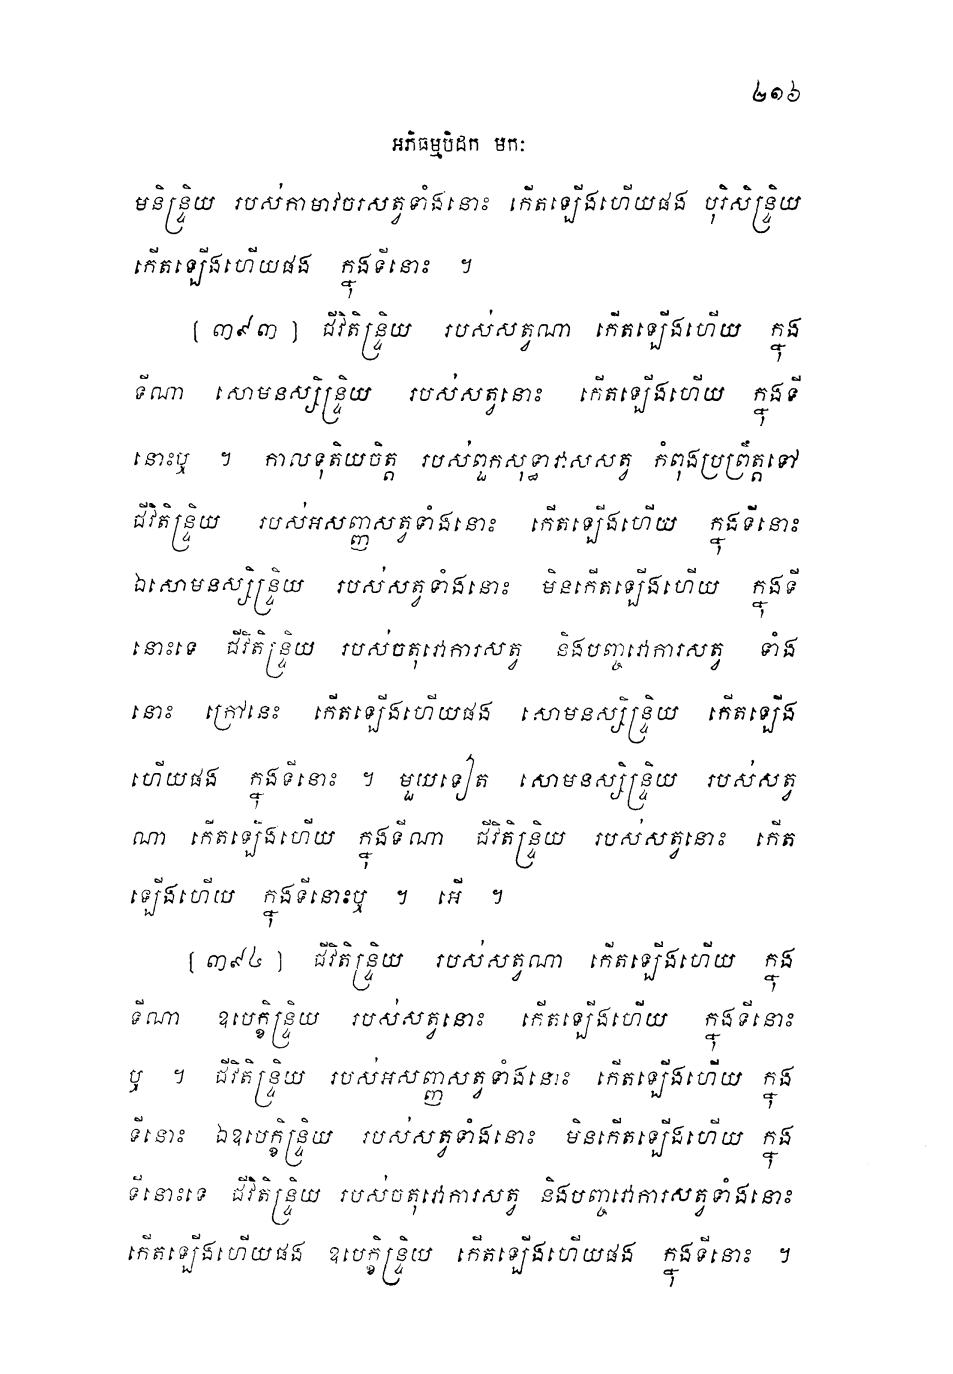 ៤១៦
អភិធម្មបិដក យមកៈ
មនិន្ទ្រិយ របស់កាមាវចរសត្វទាំងនោះ កើតឡើងហើយផង បុរិសិន្ទ្រិយ
កើតឡើងហើយផង ក្នុងទីនោះ ។
[ ៣៩៣ ] ជីវិតិន្ទ្រិយ របស់សត្វណា កើតឡើងហើយ ក្នុង
ទីណា សោមនស្សិន្ទ្រិយ របស់សត្វនោះ កើតឡើងហើយ ក្នុងទី
នោះឬ ។ កាលទុតិយចិត្ត របស់ពួកសុទ្ធាវាសសត្វ កំពុងប្រព្រឹត្តទៅ
ជីវិតិន្ទ្រិយ របស់អសញ្ញសត្វទាំងនោះ កើតឡើងហើយ ក្នុងទីនោះ
ឯសោមនស្សិន្ទ្រិយ របស់សត្វទាំងនោះ មិនកើតឡើងហើយ ក្នុងទី
នោះទេ ជីវិតិន្ទ្រិយ របស់ចតុវោការសត្វ និងបញ្ចវោការសត្វ ទាំង
នោះ ក្រៅនេះ កើតឡើងហើយផង សោមនស្សិន្ទ្រិយ កើតឡើង
ហើយផង ក្នុងទីនោះ ។ មួយទៀត សោមនស្សិន្ទ្រិយ របស់សត្វ
ណា កើតឡើងហើយ ក្នុងទីណា ជីវិតិន្ទ្រិយ របស់សត្វនោះ កើត
ឡើងហើយ ក្នុងទីនោះឬ ។ អើ ។
[ ៣៩៤ ] ជីវិតិន្ទ្រិយ របស់សត្វណា កើតឡើងហើយ ក្នុង
ទីណា ឧបេក្ខិន្ទ្រិយ របស់សត្វនោះ កើតឡើងហើយ ក្នុងទីនោះ
ឬ ។ ជីវិតិន្ទ្រិយ របស់អសញ្ញសត្វទាំងនោះ កើតឡើងហើយ ក្នុង
ទីនោះ ឯឧបេក្ខិន្ទ្រិយ របស់សត្វទាំងនោះ មិនកើតឡើងហើយ ក្នុង
ទីនោះទេ ជីវិតិន្ទ្រិយ របស់ចតុវោការសត្វ និងបញ្ចវោការសត្វទាំងនោះ
កើតឡើងហើយផង ឧបេក្ខិន្ទ្រិយ កើតឡើងហើយផង ក្នុងទីនោះ ។